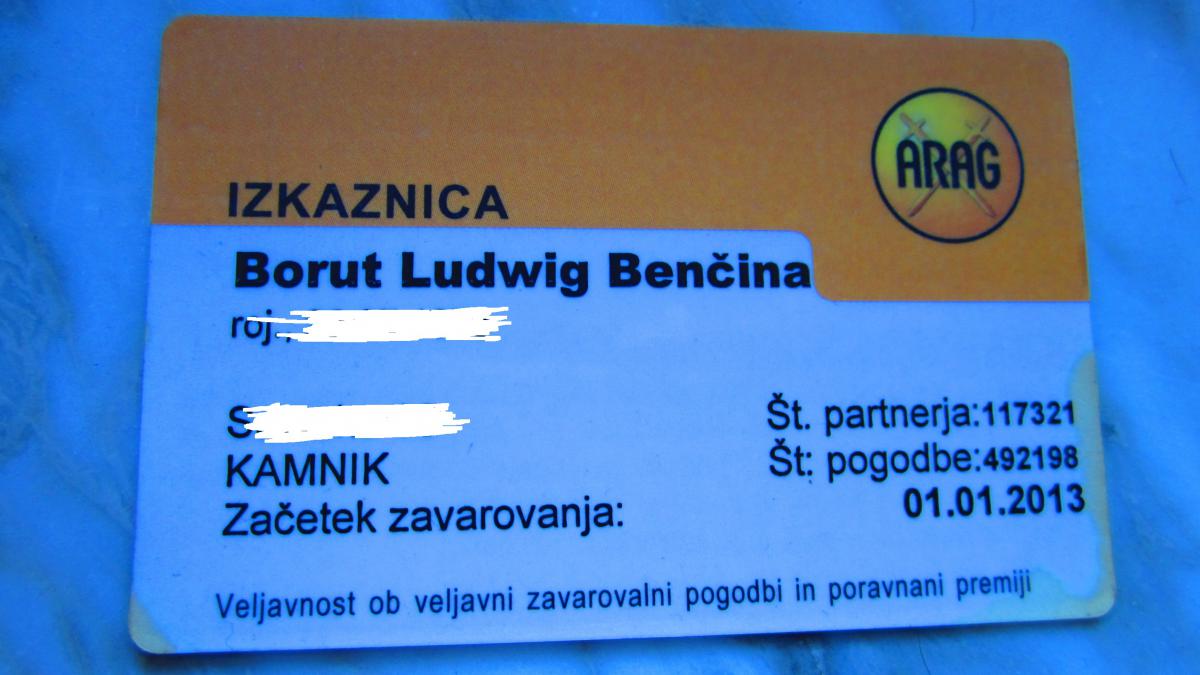 ARAG
IZKAZNICA
Borut Ludwig Benčina
roj.
KAMNIK
Št. partnerja:117321
Št: pogodbe:492198
Začetek zavarovanja: 01.01.2013
Veljavnost ob veljavni zavarovalni pogodbi in poravnani premiji